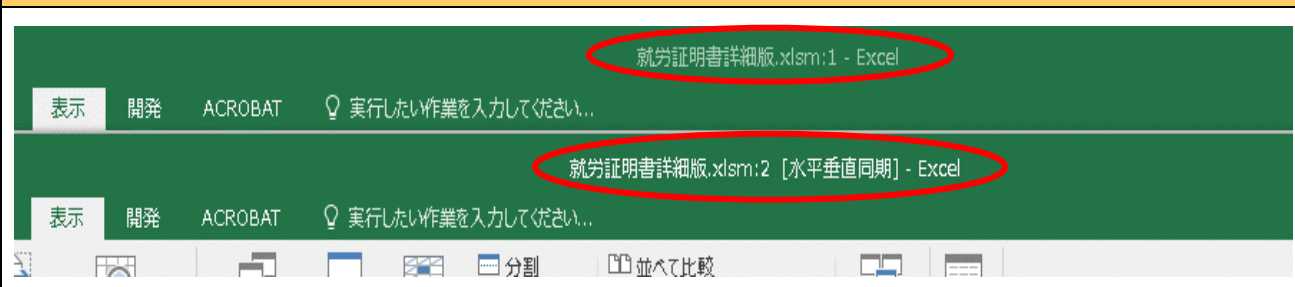 就労証明書詳細版.xlsm:1 - Excel
表示 開発 ACROBAT 実行したい作業を入力してください...
就労証明書詳細版.xlsm:2 [水平垂直同期] - Excel
表示 開発 ACROBAT 実行したい作業を入力してください...
分割 並べて比較